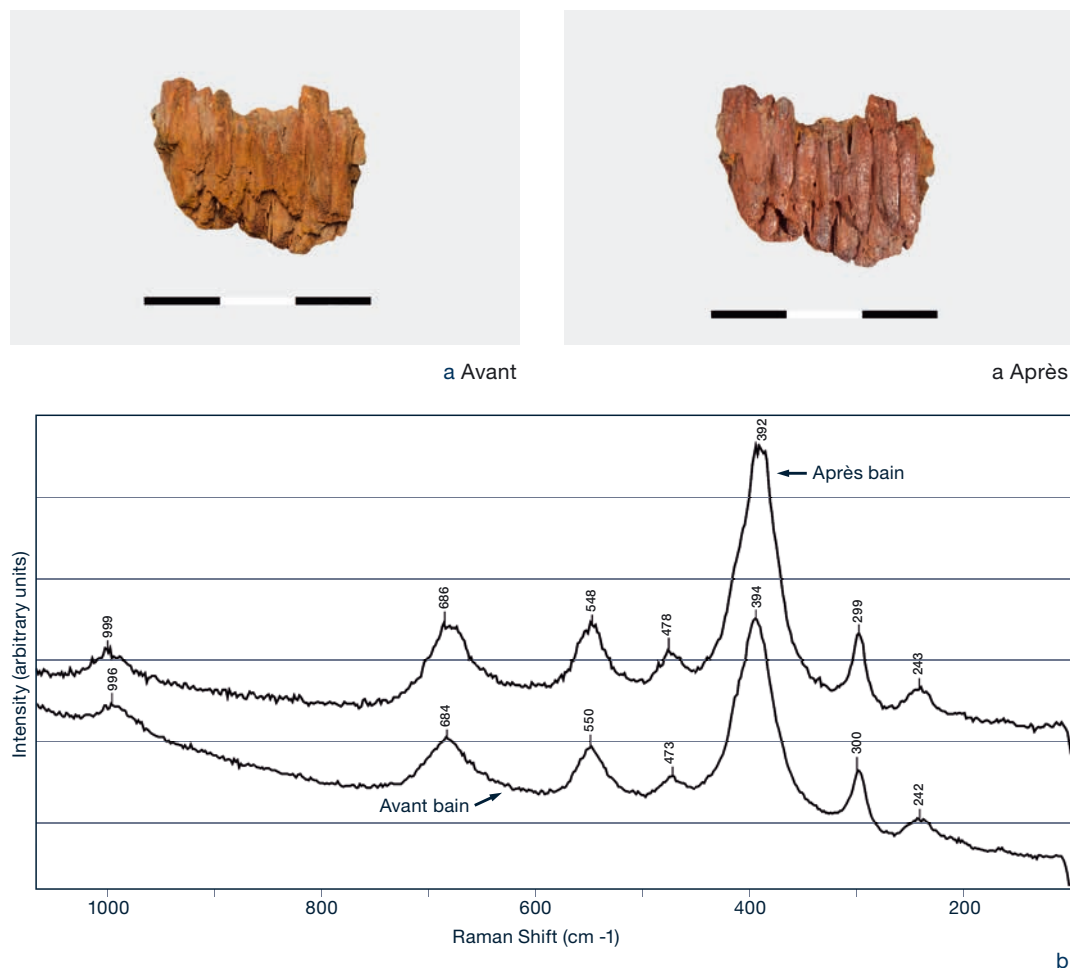 a Avant
a Après
392
Après bain
394
686
548
478
299
999
243
996
684
550
473
300
242
Avant bain
Intensity (arbitrary units)
1000
800
600
400
200
Raman Shift (cm -1)
b